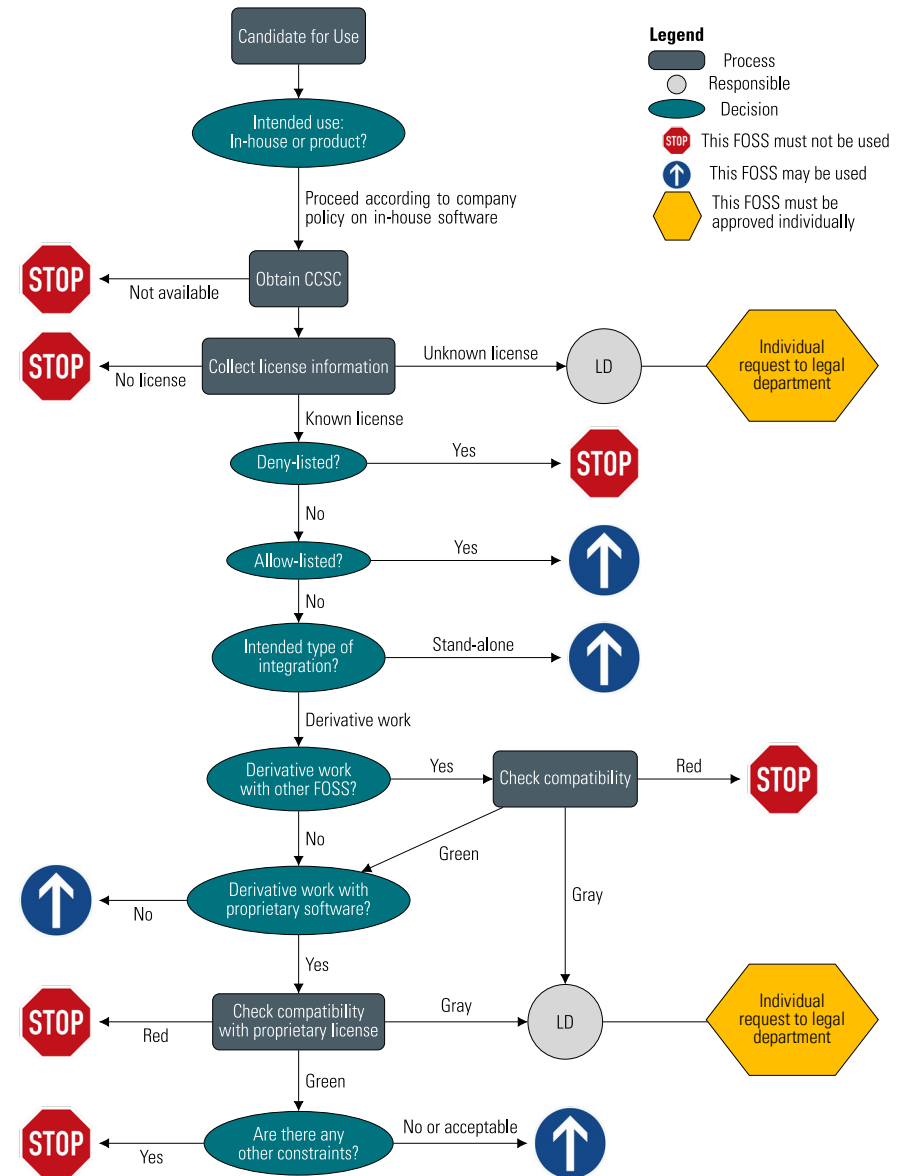 Candidate for Use
Legend
Process
Responsible
Decision
STOP
This FOSS must not be used
This FOSS may be used
This FOSS must be
approved individually
Intended use:
In-house or product?
Proceed according to company
policy on in-house software
STOP
Not available
Obtain CCSC
STOP
No license
Collect license information
Unknown license
LD
Individual
request to legal
department
Known license
Deny-listed?
Yes
STOP
No
Allow-listed?
Yes
No
Intended type of
integration?
Stand-alone
Derivative work
Derivative work
with other FOSS?
Yes
Check compatibility
Red
STOP
No
Green
Gray
Derivative work with
proprietary software?
No
Yes
STOP
Red
Check compatibility
with proprietary license
Gray
LD
Individual
request to legal
department
Green
STOP
Yes
Are there any
other constraints?
No or acceptable